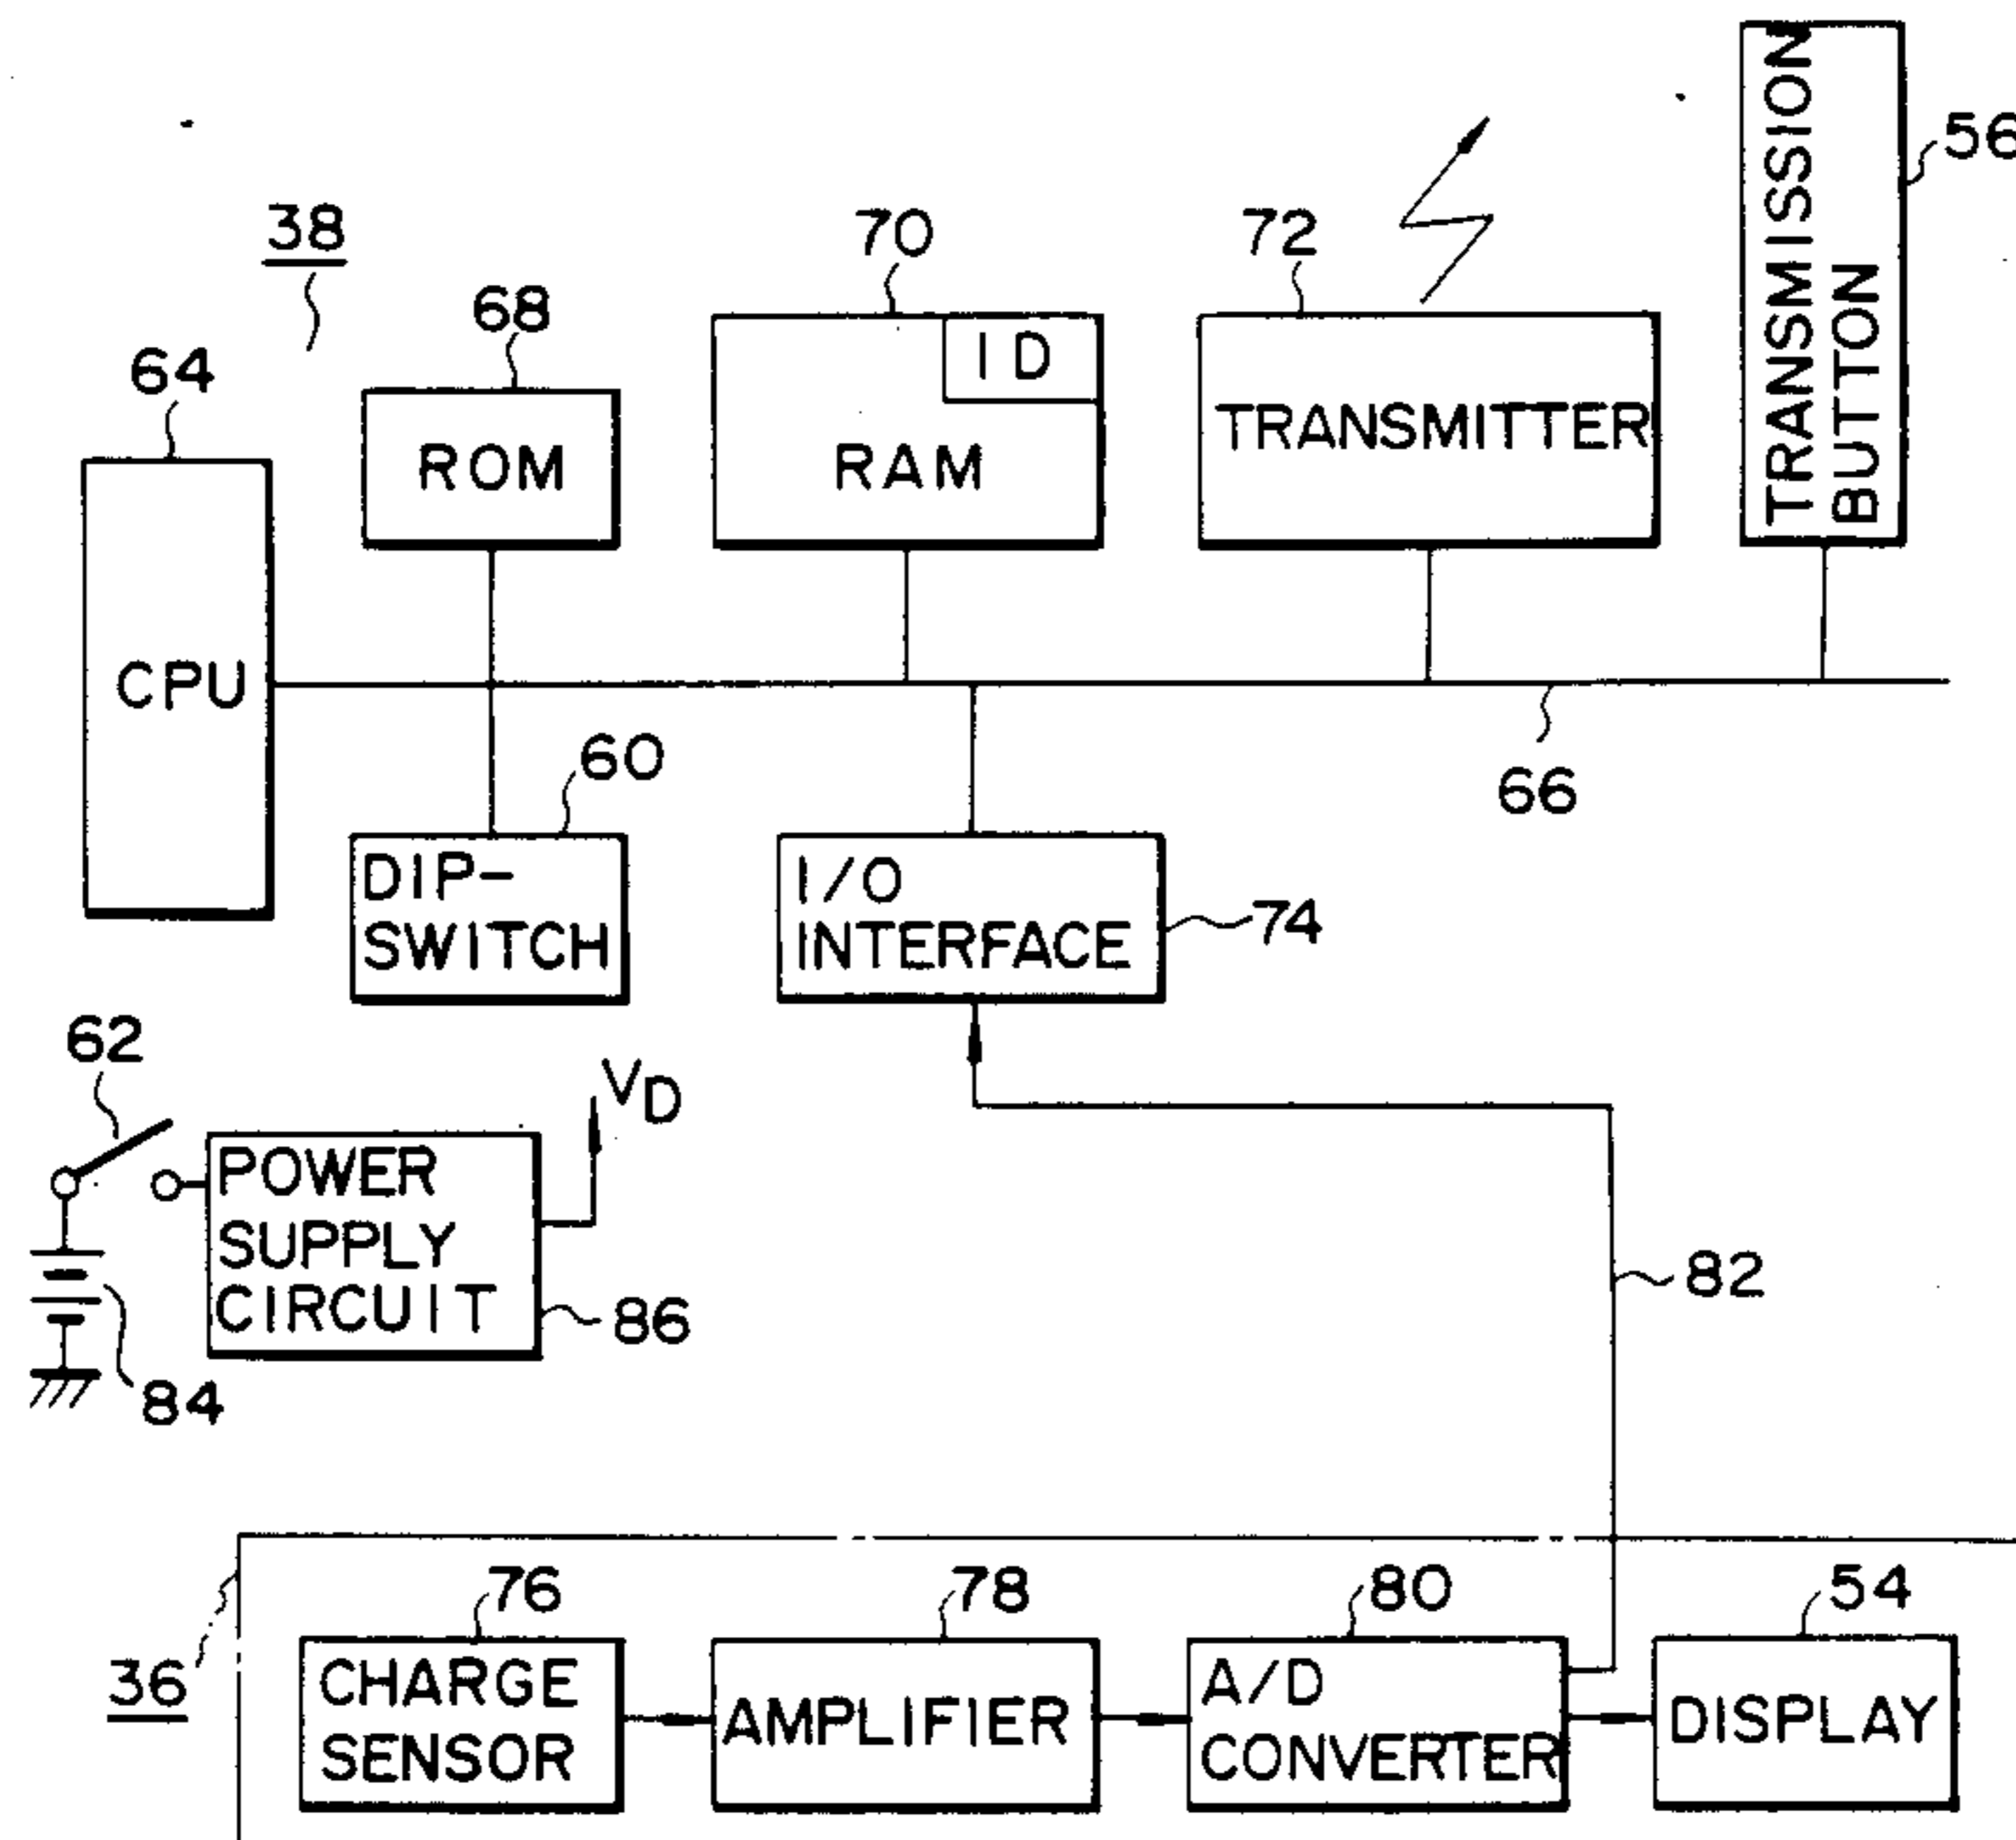 TRANSMISSION
BUTTON
56
38
70
72
68
64
ID
ROM
RAM
TRANSMITTER
CPU
60
66
DIP-
SWITCH
I/O
INTERFACE
74
62
VD
POWER
SUPPLY
CIRCUIT
86
84
82
76
78
80
54
36
CHARGE
SENSOR
AMPLIFIER
A/D
CONVERTER
DISPLAY